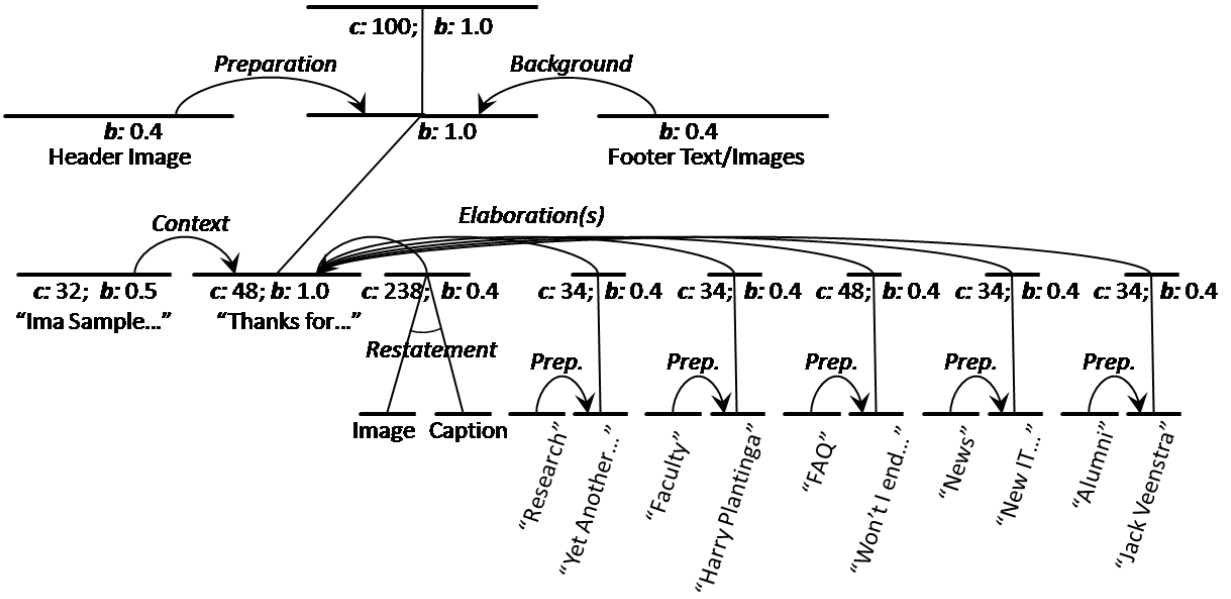 c: 100; b: 1.0
Preparation
Background
b: 0.4
b: 1.0
b: 0.4
Header Image
Footer Text/Images
Context
Elaboration(s)
c: 32; b: 0.5
c: 48; b: 1.0
c: 238; b: 0.4
c: 34; b: 0.4
c: 34; b: 0.4
c: 48; b: 0.4
c: 34; b: 0.4
c: 34; b: 0.4
“Ima Sample...”
“Thanks for...”
Restatement
Prep.
Prep.
Prep.
Prep.
Prep.
Image
Caption
“Research”
“Yet Another...”
“Faculty”
“Harry Plantinga”
“FAQ”
“Won’t I end...”
“News”
“New IT...”
“Alumni”
“Jack Veenstra”